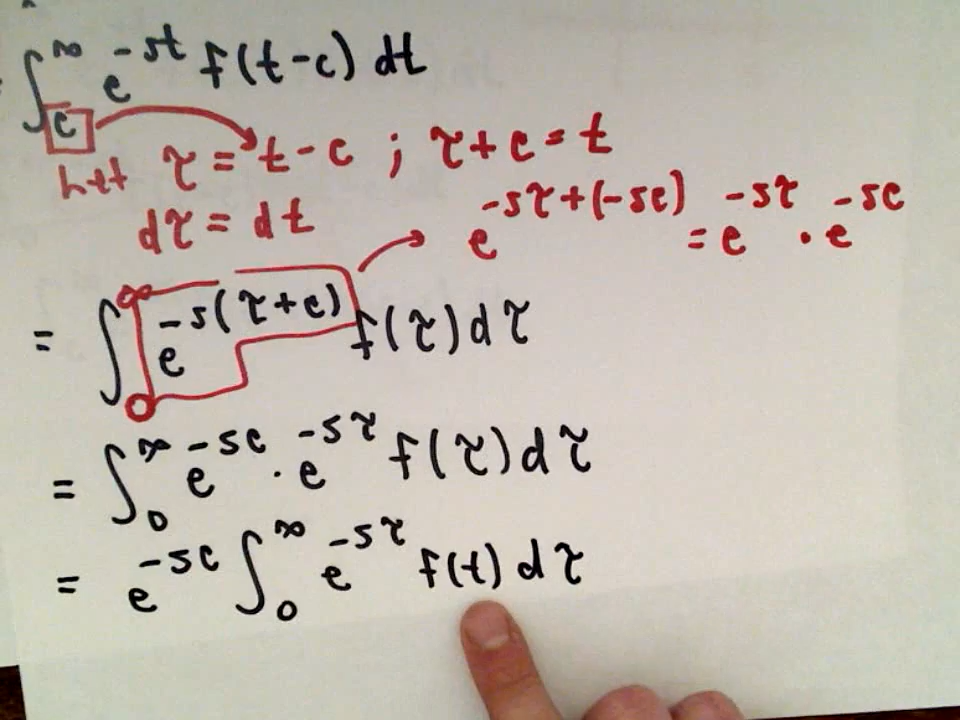 ∫_c^∞ e^{-st} f(t-c) dt
τ = t-c ; τ+c = t
dτ = dt
e^{-sτ+(-sc)} = e^{-sτ} · e^{-sc}
= ∫_0^∞ e^{-s(τ+c)} f(τ) dτ
= ∫_0^∞ e^{-sc} · e^{-sτ} f(τ) dτ
= e^{-sc} ∫_0^∞ e^{-sτ} f(t) dτ